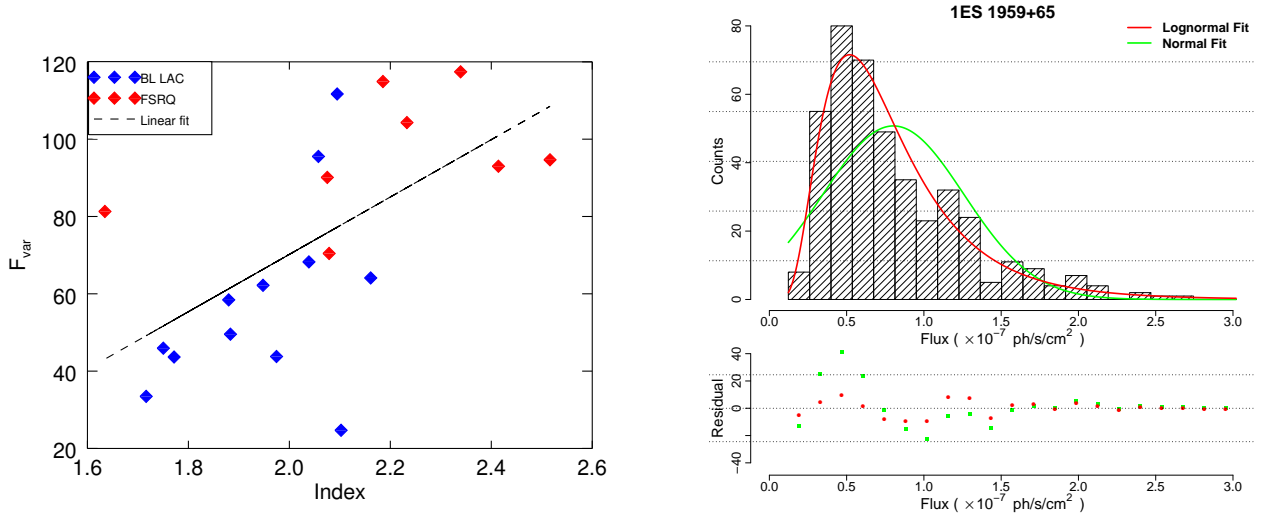 120
100
80
60
40
20
F var
BL LAC
FSRQ
Linear fit
1.6 1.8 2.0 2.2 2.4 2.6
Index
1ES 1959+65
Lognormal Fit
Normal Fit
80
60
40
20
0
Counts
0.0 0.5 1.0 1.5 2.0 2.5 3.0
Flux ( ×10⁻⁷ ph/s/cm² )
40
20
0
−40
Residual
0.0 0.5 1.0 1.5 2.0 2.5 3.0
Flux ( ×10⁻⁷ ph/s/cm² )